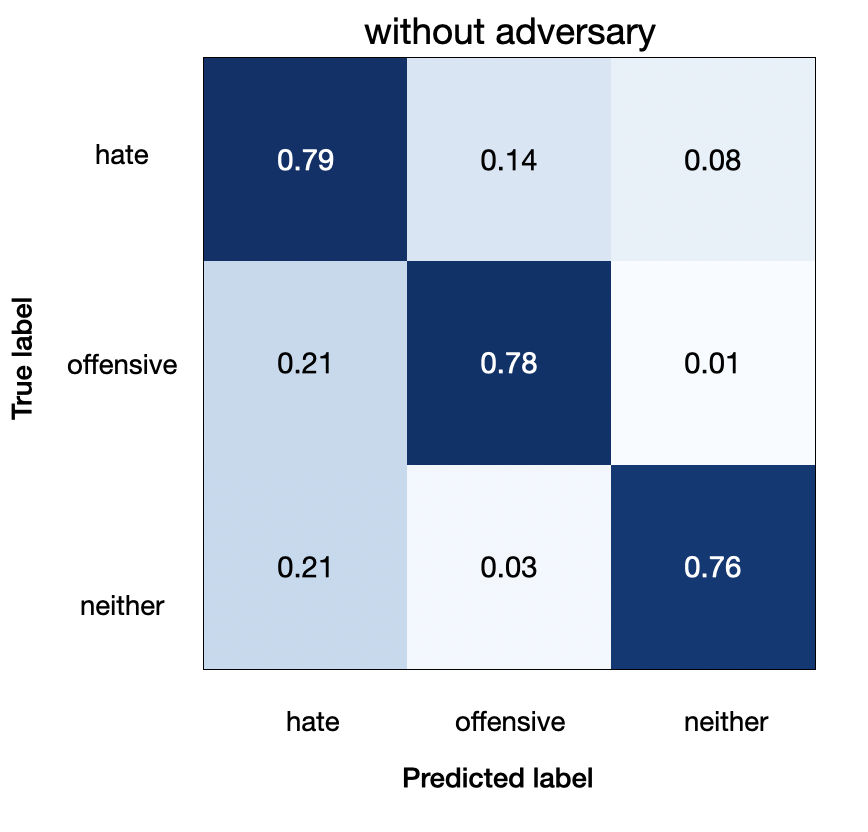 without adversary
hate
0.79 0.14 0.08
True label
offensive
0.21 0.78 0.01
neither
0.21 0.03 0.76
hate offensive neither
Predicted label